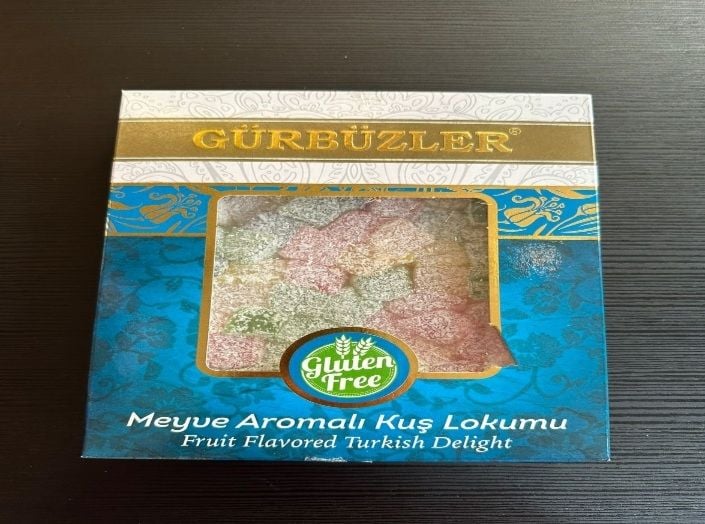 GÜRBÜZLER®
Gluten
Free
Meyve Aromalı Kuş Lokumu
Fruit Flavored Turkish Delight